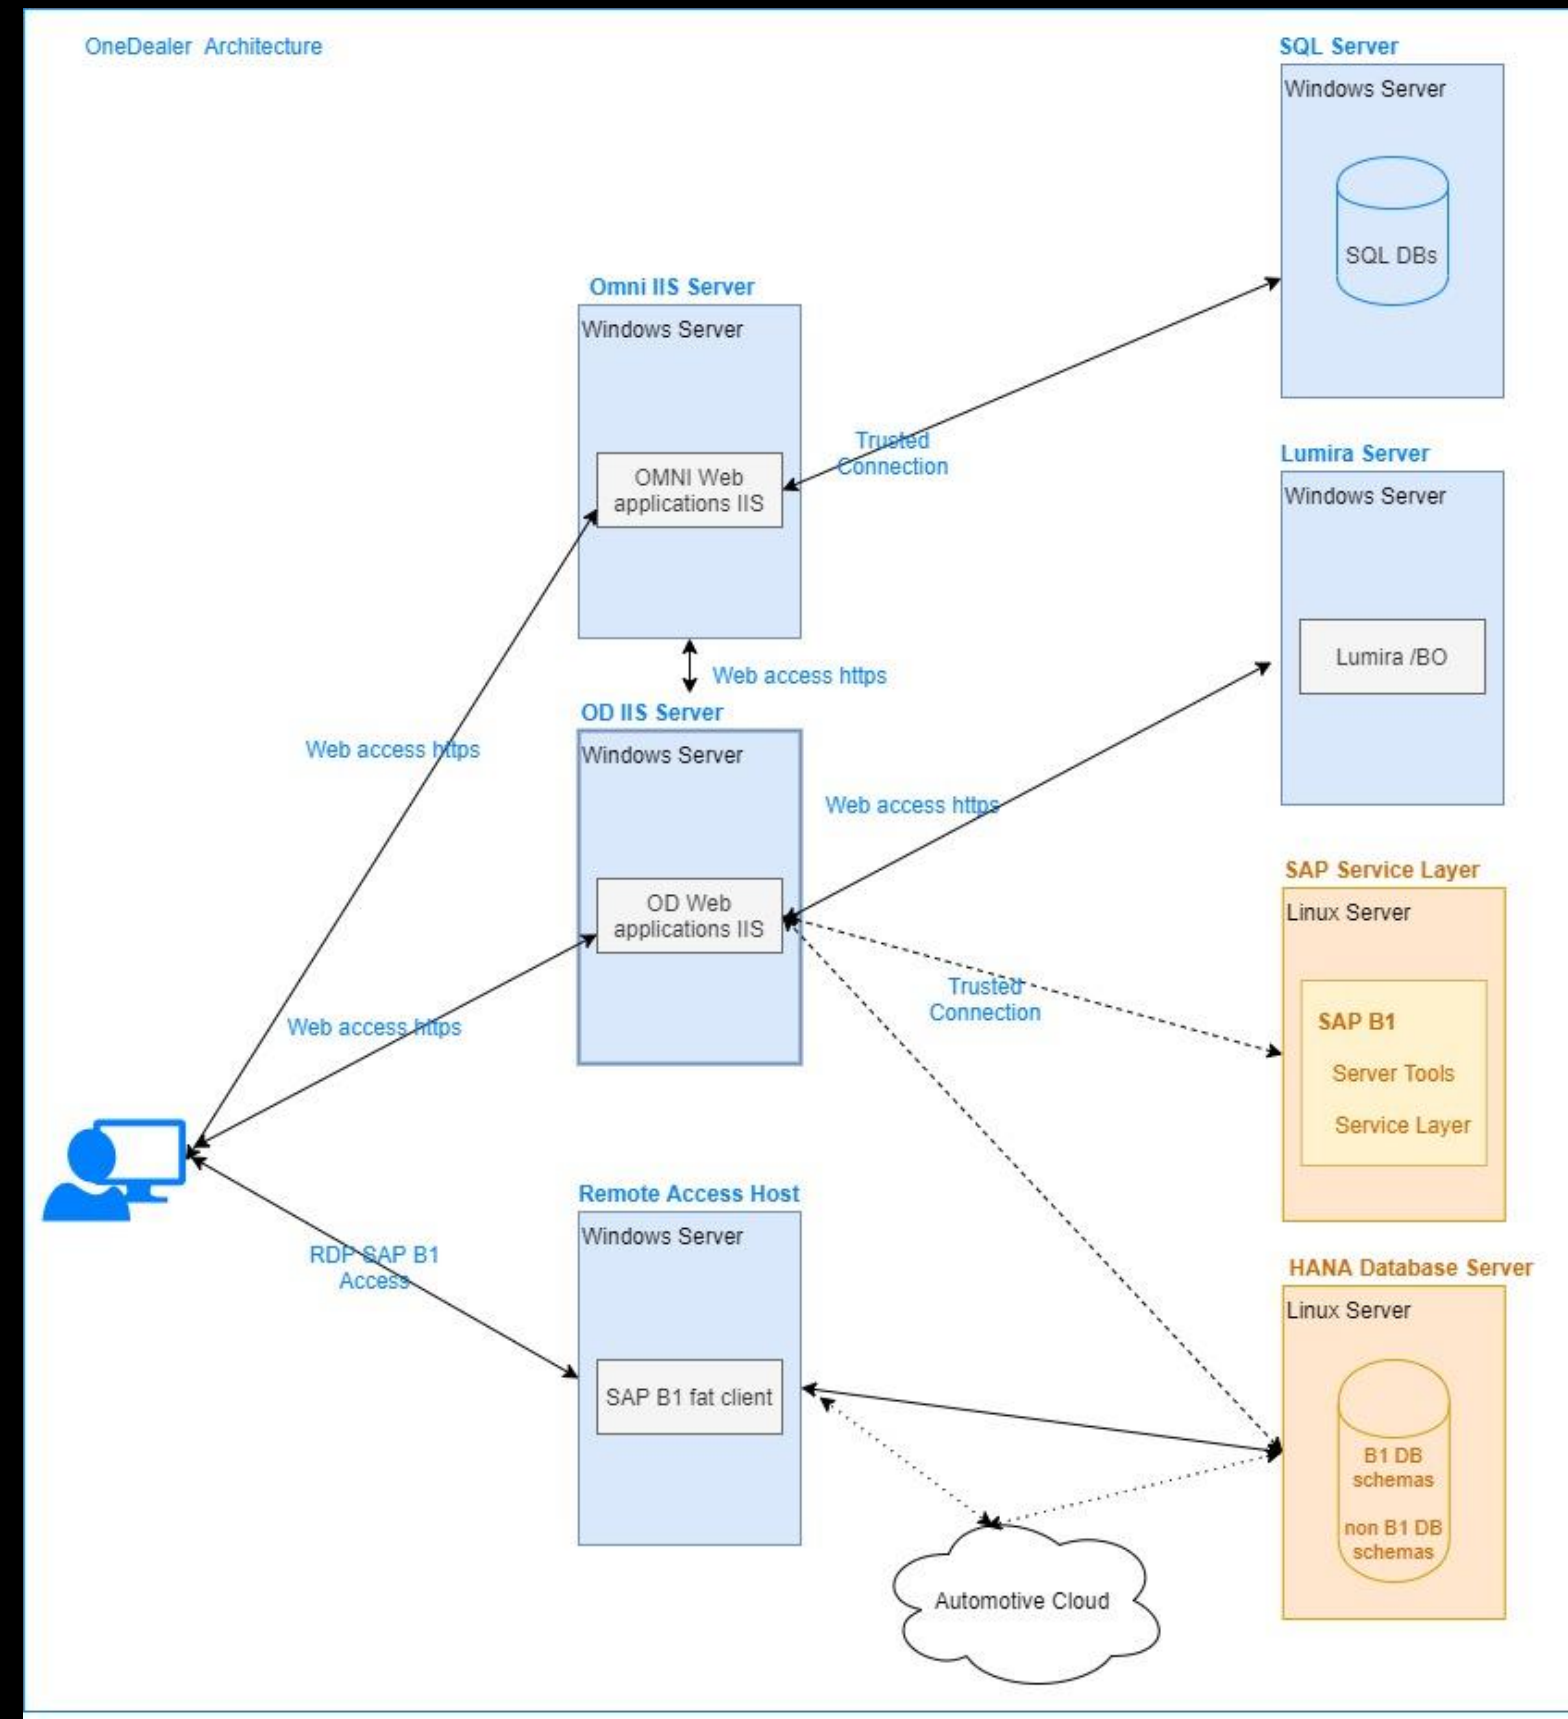 OneDealer Architecture
SQL Server
Windows Server
SQL DBs
Omni IIS Server
Windows Server
OMNI Web
applications IIS
Trusted
Connection
Lumira Server
Windows Server
Lumira /BO
Web access https
OD IIS Server
Windows Server
OD Web
applications IIS
Web access https
Web access https
Web access https
SAP Service Layer
Linux Server
SAP B1
Server Tools
Service Layer
Trusted
Connection
Remote Access Host
Windows Server
SAP B1 fat client
RDP SAP B1
Access
HANA Database Server
Linux Server
B1 DB
schemas
non B1 DB
schemas
Automotive Cloud